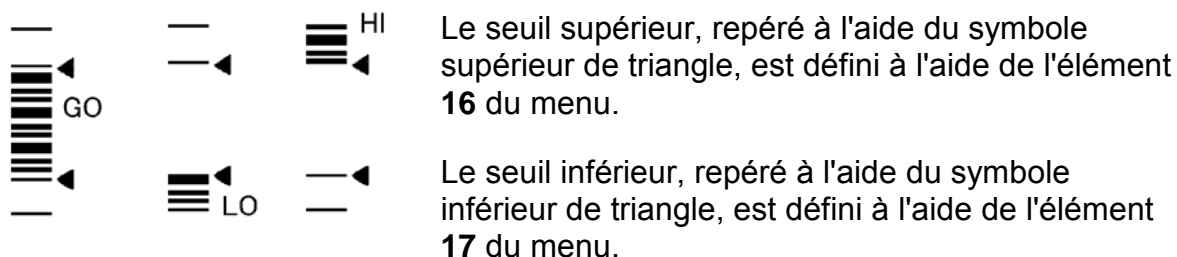 GO
LO
HI
Le seuil supérieur, repéré à l'aide du symbole
supérieur de triangle, est défini à l'aide de l'élément
16 du menu.
Le seuil inférieur, repéré à l'aide du symbole
inférieur de triangle, est défini à l'aide de l'élément
17 du menu.